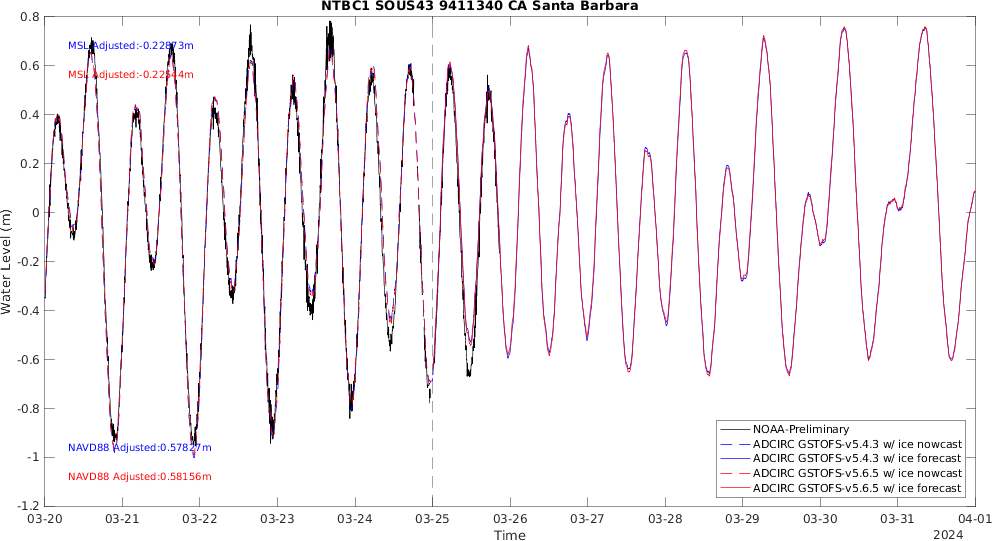 NTBC1 SOUS43 9411340 CA Santa Barbara
0.8
0.6
0.4
0.2
0
-0.2
-0.4
-0.6
-0.8
-1
-1.2
Water Level (m)
MSL Adjusted:-0.22873m
MSL Adjusted:-0.22544m
NAVD88 Adjusted:0.57827m
NAVD88 Adjusted:0.58156m
NOAA-Preliminary
ADCIRC GSTOFS-v5.4.3 w/ ice nowcast
ADCIRC GSTOFS-v5.4.3 w/ ice forecast
ADCIRC GSTOFS-v5.6.5 w/ ice nowcast
ADCIRC GSTOFS-v5.6.5 w/ ice forecast
03-20 03-21 03-22 03-23 03-24 03-25 03-26 03-27 03-28 03-29 03-30 03-31 04-01
Time
2024